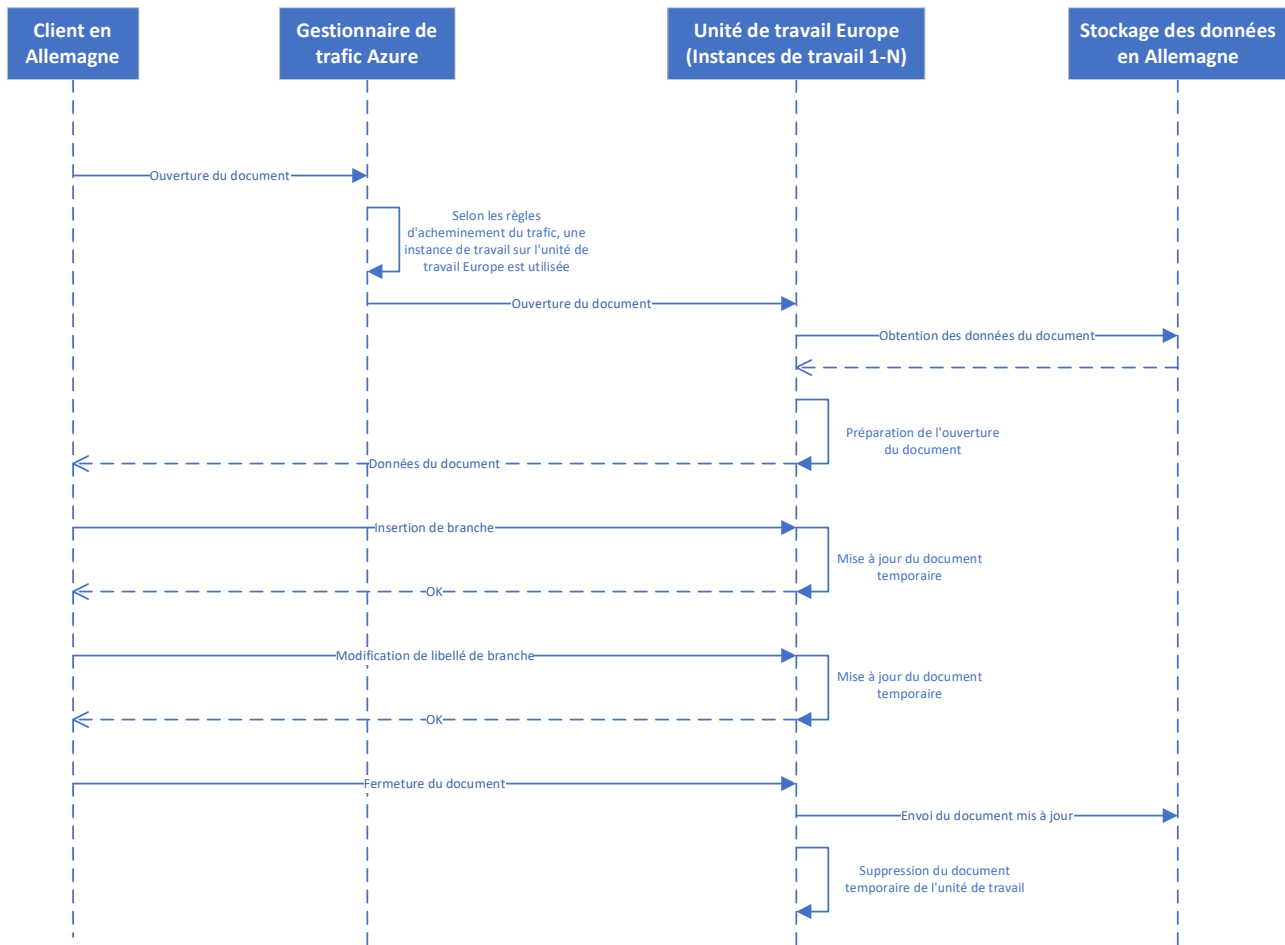 Client en
Allemagne
Gestionnaire de
trafic Azure
Unité de travail Europe
(Instances de travail 1-N)
Stockage des données
en Allemagne
Ouverture du document
Selon les règles
d'acheminement du trafic, une
instance de travail sur l'unité de
travail Europe est utilisée
Ouverture du document
Obtention des données du document
Préparation de l'ouverture
du document
Données du document
Insertion de branche
Mise à jour du document
temporaire
OK
Modification de libellé de branche
Mise à jour du document
temporaire
OK
Fermeture du document
Envoi du document mis à jour
Suppression du document
temporaire de l'unité de travail